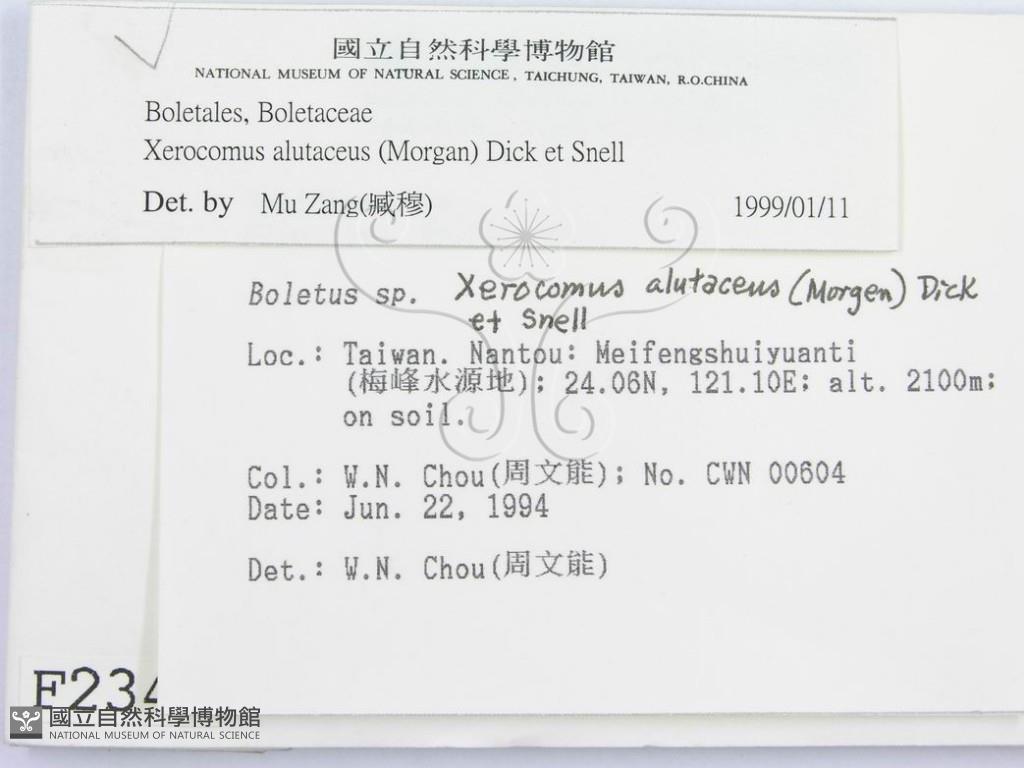 國立自然科學博物館
NATIONAL MUSEUM OF NATURAL SCIENCE, TAICHUNG, TAIWAN, R.O.CHINA
Boletales, Boletaceae
Xerocomus alutaceus (Morgan) Dick et Snell
Det. by Mu Zang(臧穆) 1999/01/11
Boletus sp. Xerocomus alutaceus (Morgen) Dick
et Snell
Loc.: Taiwan. Nantou: Meifengshuiyuanti
(梅峰水源地); 24.06N, 121.10E; alt. 2100m;
on soil.
Col.: W.N. Chou(周文能); No. CWN 00604
Date: Jun. 22, 1994
Det.: W.N. Chou(周文能)
F234
國立自然科學博物館
NATIONAL MUSEUM OF NATURAL SCIENCE